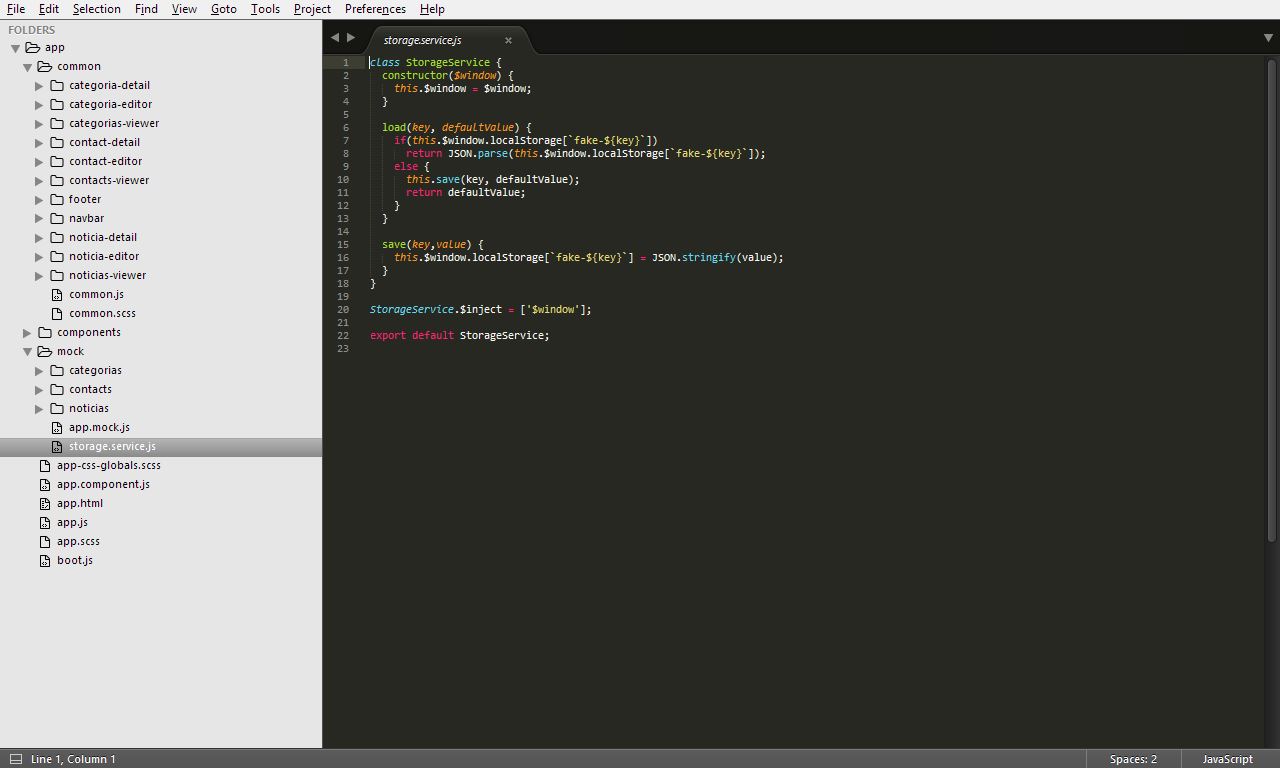 File Edit Selection Find View Goto Tools Project Preferences Help
FOLDERS
app
common
categoria-detail
categoria-editor
categorias-viewer
contact-detail
contact-editor
contacts-viewer
footer
navbar
noticia-detail
noticia-editor
noticias-viewer
common.js
common.scss
components
mock
categorias
contacts
noticias
app.mock.js
storage.service.js
app-css-globals.scss
app.component.js
app.html
app.js
app.scss
boot.js
storage.service.js ×
1 class StorageService {
2   constructor($window) {
3     this.$window = $window;
4   }
5
6   load(key, defaultValue) {
7     if(this.$window.localStorage[`fake-${key}`])
8       return JSON.parse(this.$window.localStorage[`fake-${key}`]);
9     else {
10       this.save(key, defaultValue);
11       return defaultValue;
12     }
13   }
14
15   save(key,value) {
16     this.$window.localStorage[`fake-${key}`] = JSON.stringify(value);
17   }
18 }
19
20 StorageService.$inject = ['$window'];
21
22 export default StorageService;
23
Line 1, Column 1 Spaces: 2 JavaScript